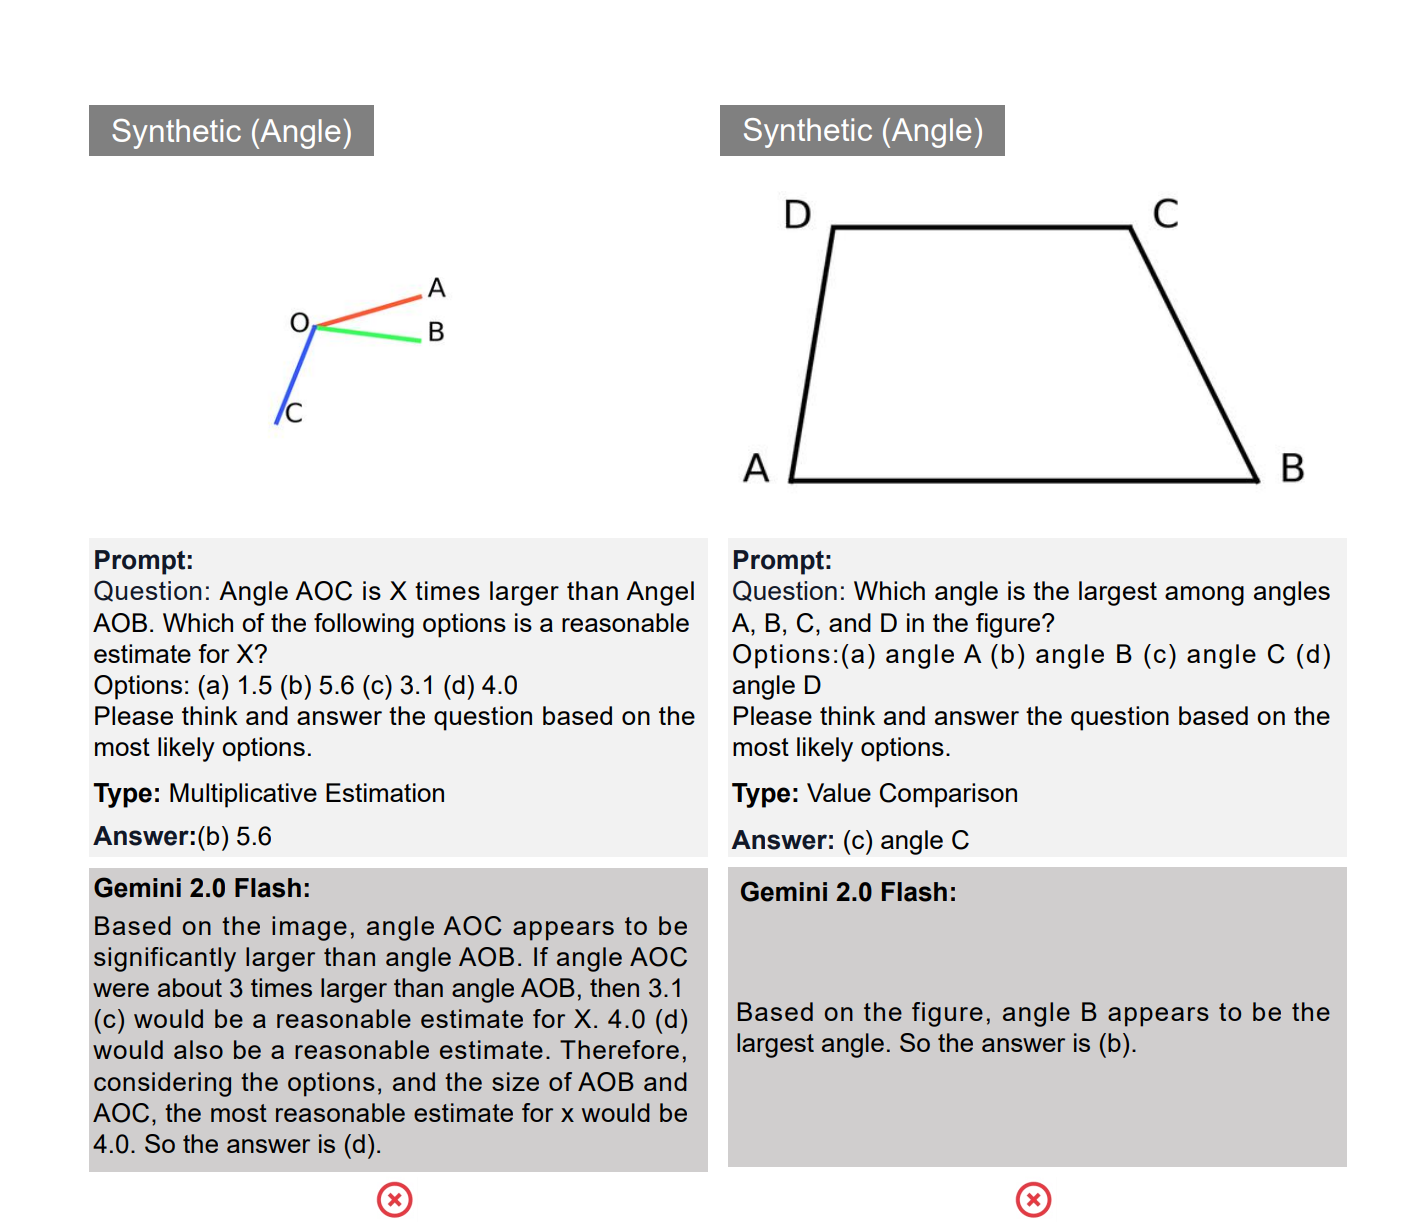 Synthetic (Angle)
A
O
B
C
Prompt:
Question: Angle AOC is X times larger than Angel
AOB. Which of the following options is a reasonable
estimate for X?
Options: (a) 1.5 (b) 5.6 (c) 3.1 (d) 4.0
Please think and answer the question based on the
most likely options.
Type: Multiplicative Estimation
Answer:(b) 5.6
Gemini 2.0 Flash:
Based on the image, angle AOC appears to be
significantly larger than angle AOB. If angle AOC
were about 3 times larger than angle AOB, then 3.1
(c) would be a reasonable estimate for X. 4.0 (d)
would also be a reasonable estimate. Therefore,
considering the options, and the size of AOB and
AOC, the most reasonable estimate for x would be
4.0. So the answer is (d).
Synthetic (Angle)
D
C
A
B
Prompt:
Question: Which angle is the largest among angles
A, B, C, and D in the figure?
Options:(a) angle A (b) angle B (c) angle C (d)
angle D
Please think and answer the question based on the
most likely options.
Type: Value Comparison
Answer: (c) angle C
Gemini 2.0 Flash:
Based on the figure, angle B appears to be the
largest angle. So the answer is (b).